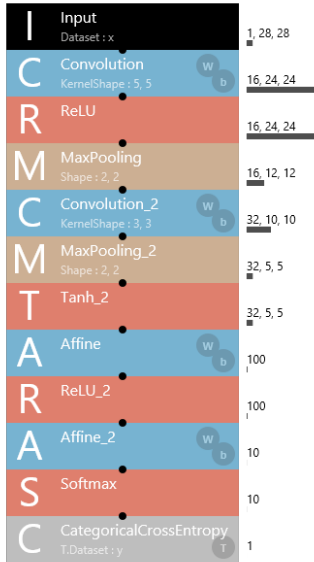 I Input 1, 28, 28
Dataset : x
C Convolution W
KernelShape : 5, 5 b 16, 24, 24
R ReLU 16, 24, 24
M MaxPooling 16, 12, 12
Shape : 2, 2
C Convolution_2 W
KernelShape : 3, 3 b 32, 10, 10
M MaxPooling_2 32, 5, 5
Shape : 2, 2
T Tanh_2 32, 5, 5
A Affine W b 100
R ReLU_2 100
A Affine_2 W b 10
S Softmax 10
C CategoricalCrossEntropy
T.Dataset : y T 1